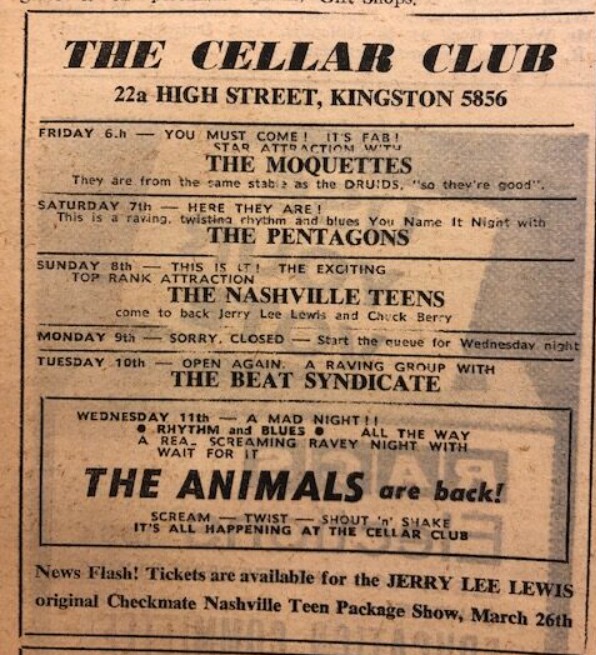 THE CELLAR CLUB
22a HIGH STREET, KINGSTON 5856
FRIDAY 6.h — YOU MUST COME! IT'S FAB!
STAR ATTRACTION WITH
THE MOQUETTES
They are from the same stable as the DRUIDS, "so they're good".
SATURDAY 7th — HERE THEY ARE!
This is a raving, twisting rhythm and blues You Name It Night with
THE PENTAGONS
SUNDAY 8th — THIS IS IT! THE EXCITING
TOP RANK ATTRACTION
THE NASHVILLE TEENS
come to back Jerry Lee Lewis and Chuck Berry
MONDAY 9th — SORRY, CLOSED — Start the queue for Wednesday night
TUESDAY 10th — OPEN AGAIN. A RAVING GROUP WITH
THE BEAT SYNDICATE
WEDNESDAY 11th — A MAD NIGHT!!
● RHYTHM and BLUES ● ALL THE WAY
A REAL SCREAMING RAVEY NIGHT WITH
WAIT FOR IT
THE ANIMALS are back!
SCREAM — TWIST — SHOUT 'n' SHAKE
IT'S ALL HAPPENING AT THE CELLAR CLUB
News Flash! Tickets are available for the JERRY LEE LEWIS
original Checkmate Nashville Teen Package Show, March 26th